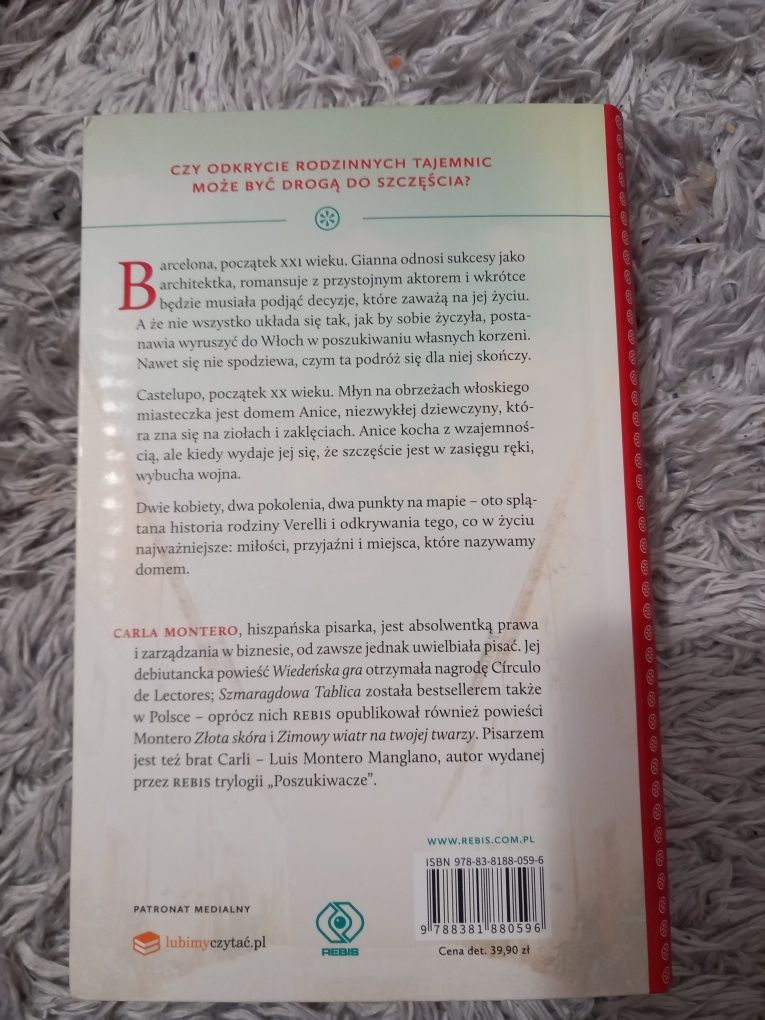 CZY ODKRYCIE RODZINNYCH TAJEMNIC
MOŻE BYĆ DROGĄ DO SZCZĘŚCIA?
Barcelona, początek XXI wieku. Gianna odnosi sukcesy jako
architektka, romansuje z przystojnym aktorem i wkrótce
będzie musiała podjąć decyzje, które zaważą na jej życiu.
A że nie wszystko układa się tak, jak by sobie życzyła, posta-
nawia wyruszyć do Włoch w poszukiwaniu własnych korzeni.
Nawet się nie spodziewa, czym ta podróż się dla niej skończy.
Castelupo, początek XX wieku. Młyn na obrzeżach włoskiego
miasteczka jest domem Anice, niezwykłej dziewczyny, któ-
ra zna się na ziołach i zaklęciach. Anice kocha z wzajemnoś-
cią, ale kiedy wydaje jej się, że szczęście jest w zasięgu ręki,
wybucha wojna.
Dwie kobiety, dwa pokolenia, dwa punkty na mapie – oto splą-
tana historia rodziny Verelli i odkrywania tego, co w życiu
najważniejsze: miłości, przyjaźni i miejsca, które nazywamy
domem.
CARLA MONTERO, hiszpańska pisarka, jest absolwentką prawa
i zarządzania w biznesie, od zawsze jednak uwielbiała pisać. Jej
debiutancka powieść Wiedeńska gra otrzymała nagrodę Círculo
de Lectores; Szmaragdowa Tablica została bestsellerem także
w Polsce – oprócz nich REBIS opublikował również powieści
Montero Złota skóra i Zimowy wiatr na twojej twarzy. Pisarzem
jest też brat Carli – Luis Montero Manglano, autor wydanej
przez REBIS trylogii „Poszukiwacze”.
WWW.REBIS.COM.PL
ISBN 978-83-8188-059-6
9 788381 880596
Cena det. 39,90 zł
PATRONAT MEDIALNY
lubimyczytać.pl
REBIS